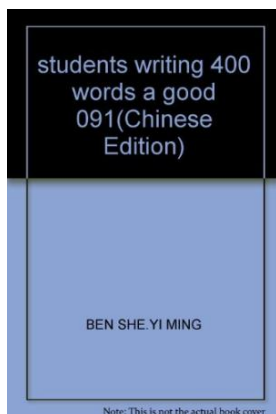 students writing 400
words a good
091(Chinese
Edition)
BEN SHE.YI MING
Note: This is not the actual book cover